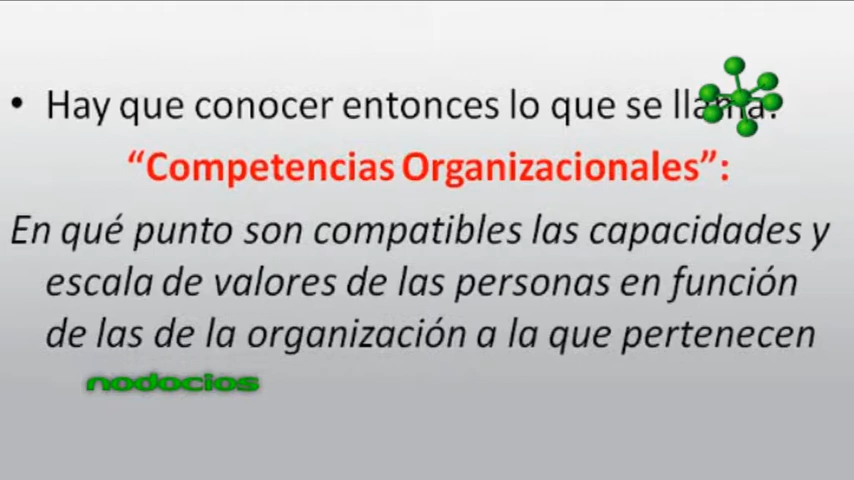 • Hay que conocer entonces lo que se llama:
“Competencias Organizacionales”:
En qué punto son compatibles las capacidades y
escala de valores de las personas en función
de las de la organización a la que pertenecen
nodocios